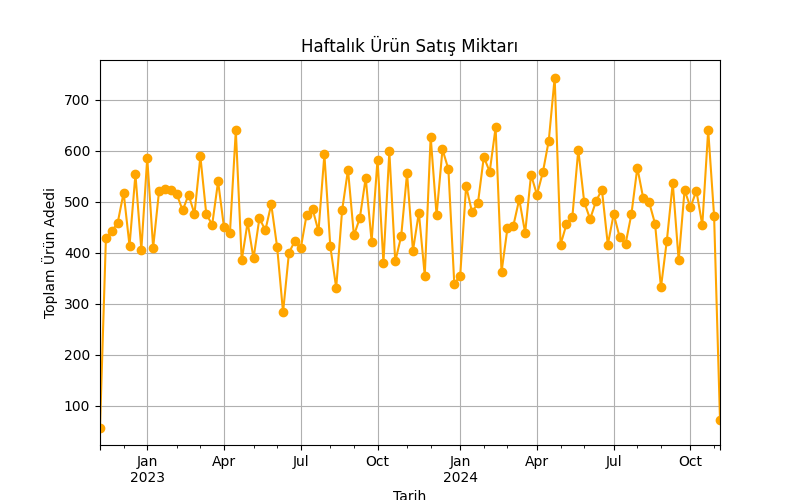 Haftalık Ürün Satış Miktarı
Toplam Ürün Adedi
700
600
500
400
300
200
100
Jan Apr Jul Oct Jan Apr Jul Oct
2023 2024
Tarih